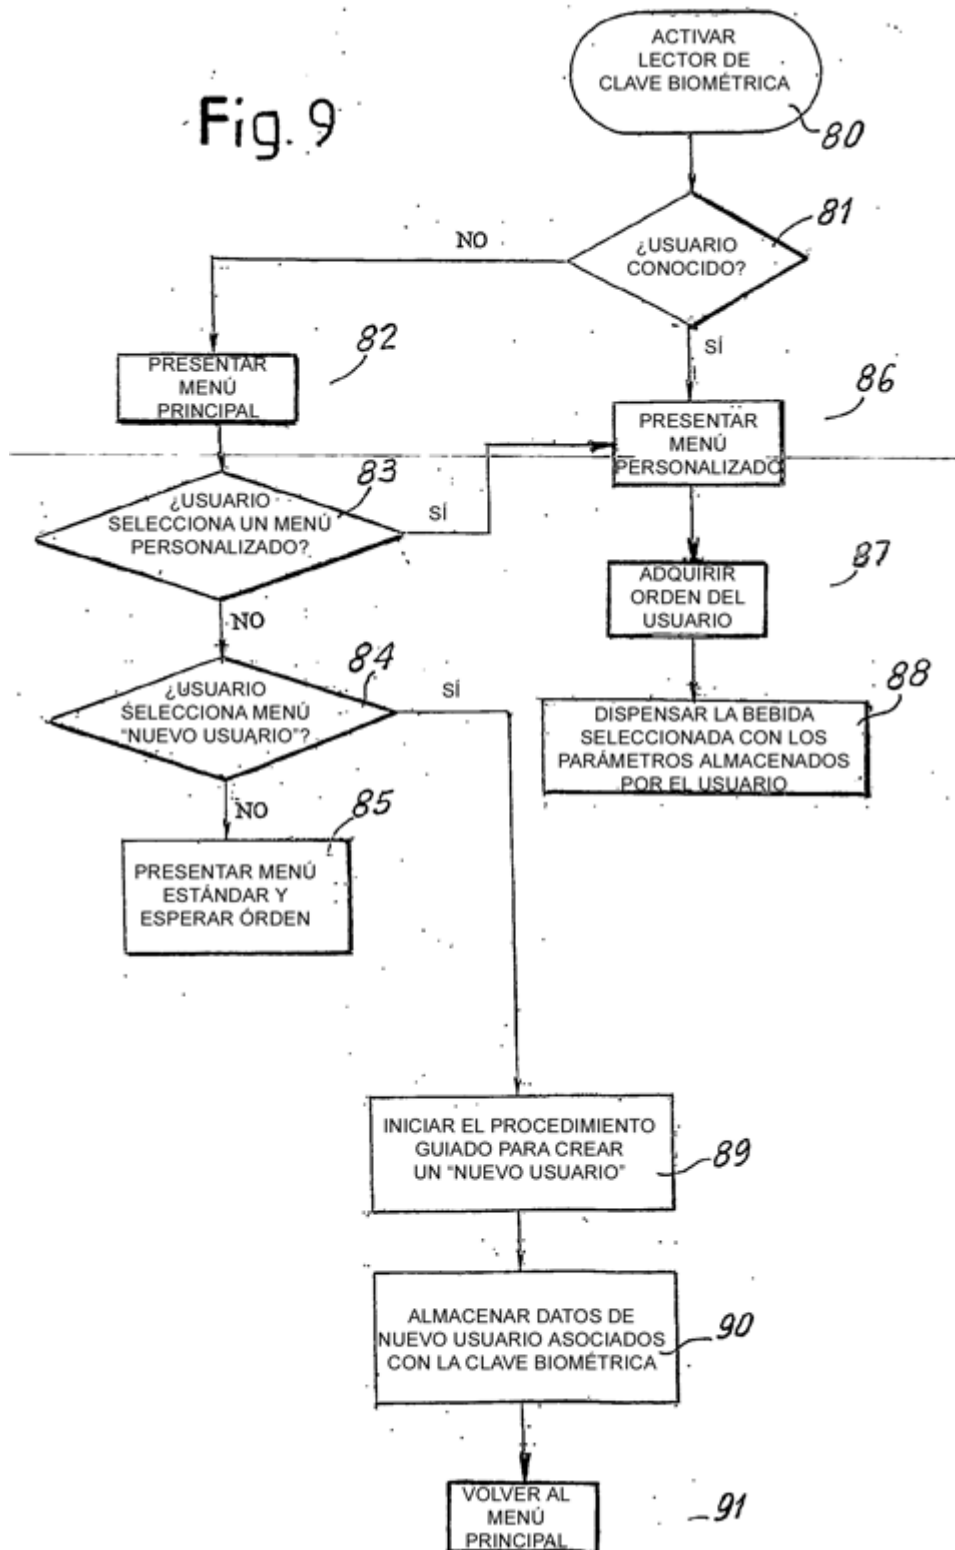 Fig. 9
ACTIVAR
LECTOR DE
CLAVE BIOMÉTRICA
80
¿USUARIO
CONOCIDO?
81
NO
SÍ
PRESENTAR
MENÚ
PRINCIPAL
82
¿USUARIO
SELECCIONA UN MENÚ
PERSONALIZADO?
83
SÍ
NO
PRESENTAR
MENÚ
PERSONALIZADO
86
ADQUIRIR
ORDEN DEL
USUARIO
87
DISPENSAR LA BEBIDA
SELECCIONADA CON LOS
PARÁMETROS ALMACENADOS
POR EL USUARIO
88
¿USUARIO
SELECCIONA MENÚ
"NUEVO USUARIO"?
84
SÍ
NO
PRESENTAR MENÚ
ESTÁNDAR Y
ESPERAR ÓRDEN
85
INICIAR EL PROCEDIMIENTO
GUIADO PARA CREAR
UN "NUEVO USUARIO"
89
ALMACENAR DATOS DE
NUEVO USUARIO ASOCIADOS
CON LA CLAVE BIOMÉTRICA
90
VOLVER AL
MENÚ
PRINCIPAL
91